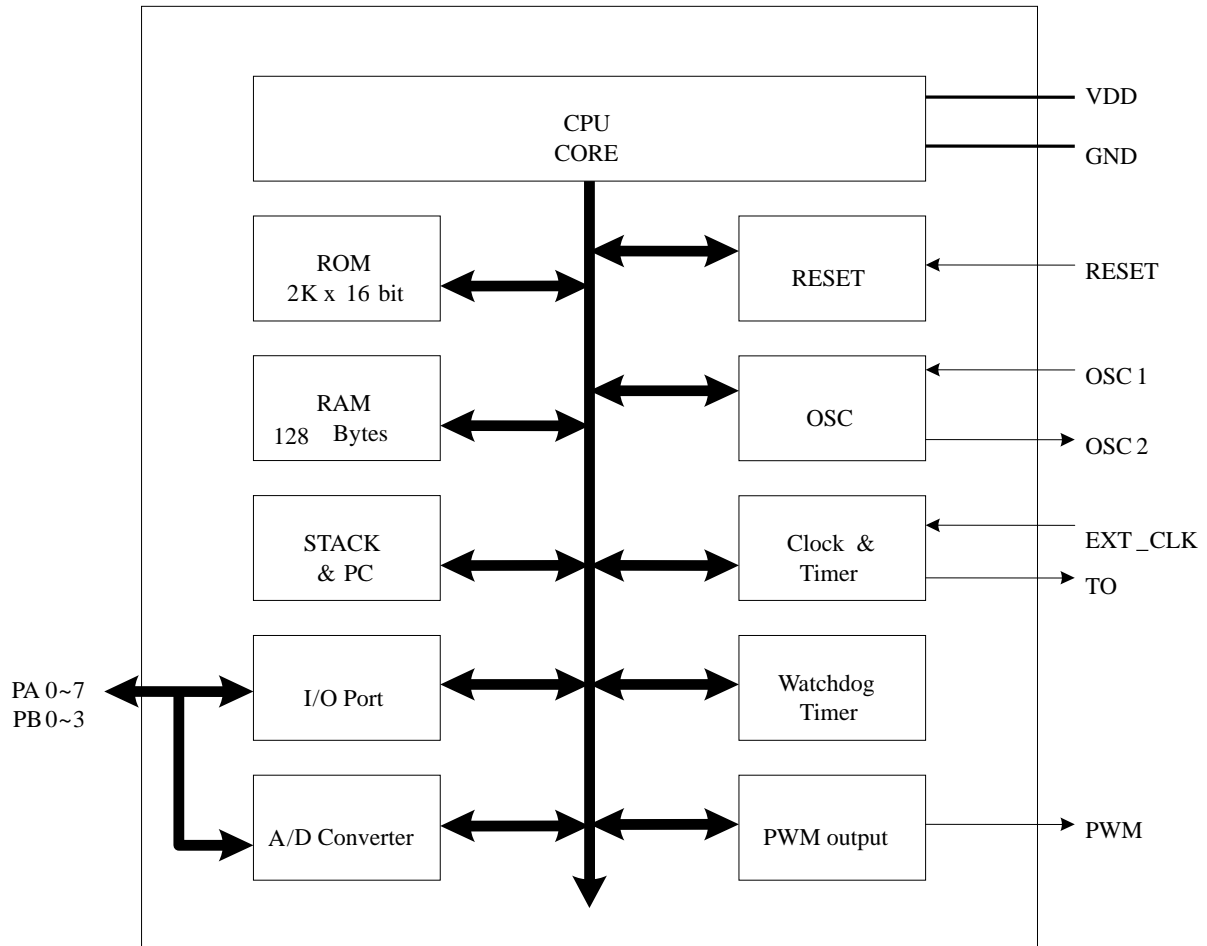 CPU
CORE
VDD
GND
ROM
2K x 16 bit
RESET
RESET
RAM
128 Bytes
OSC
OSC 1
OSC 2
STACK
& PC
Clock &
Timer
EXT_CLK
TO
PA 0~7
PB 0~3
I/O Port
Watchdog
Timer
A/D Converter
PWM output
PWM